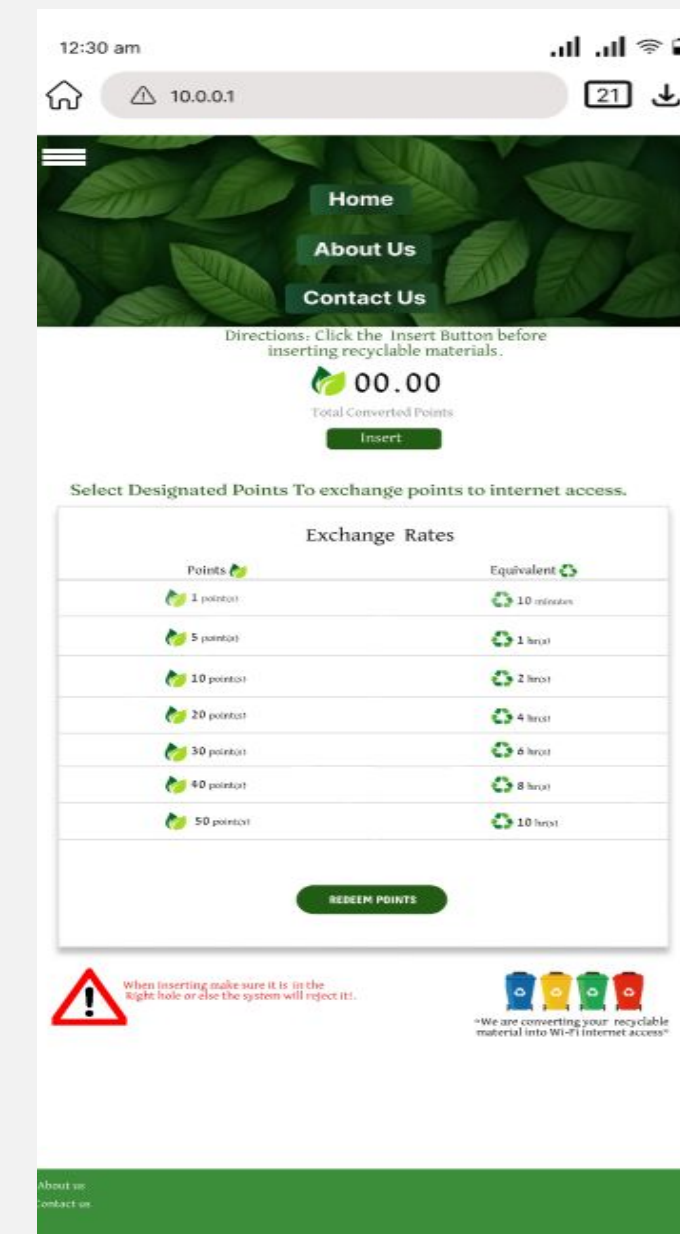 12:30 am
10.0.0.1
21
Home
About Us
Contact Us
Directions: Click the Insert Button before
inserting recyclable materials.
00.00
Total Converted Points
Insert
Select Designated Points To exchange points to internet access.
Exchange Rates
Points Equivalent
1 point(s) 10 minutes
5 point(s) 1 hr(s)
10 point(s) 2 hr(s)
20 point(s) 4 hr(s)
30 point(s) 6 hr(s)
40 point(s) 8 hr(s)
50 point(s) 10 hr(s)
REDEEM POINTS
When inserting make sure it is in the
Right hole or else the system will reject it!.
"We are converting your recyclable
material into Wi-Fi internet access"
About us
Contact us